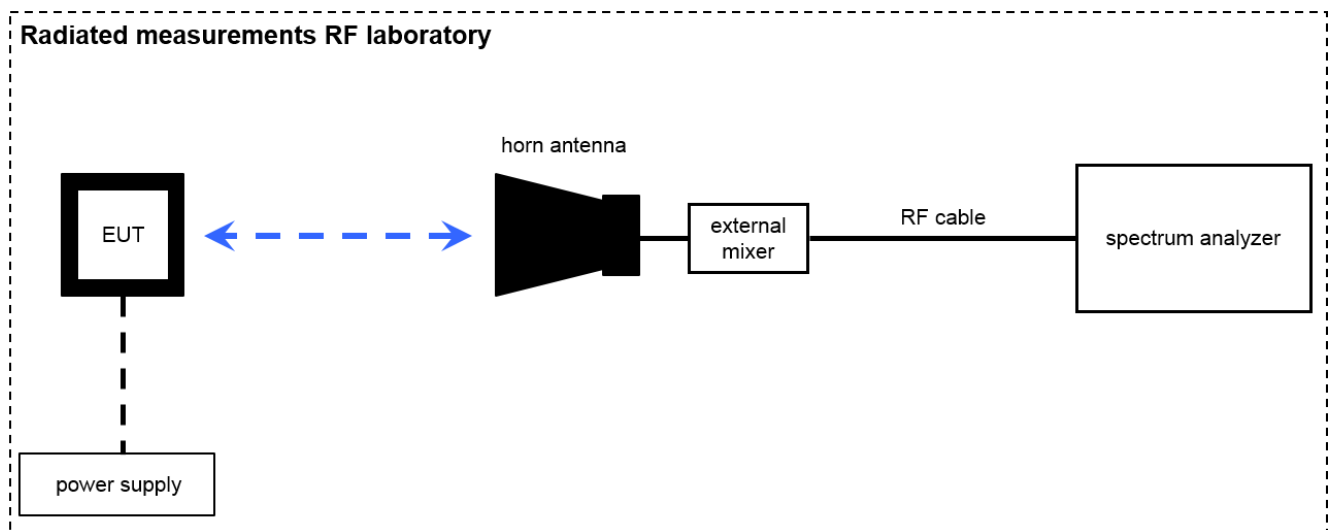 Radiated measurements RF laboratory
horn antenna
EUT
external
mixer
RF cable
spectrum analyzer
power supply